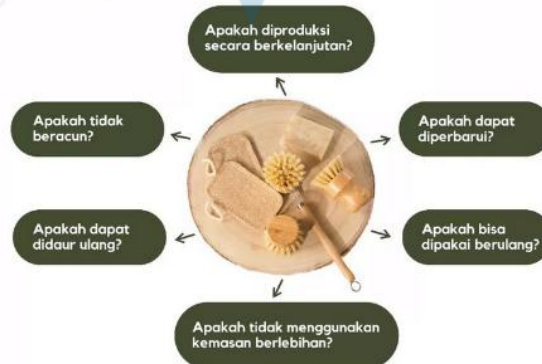 Apakah diproduksi
secara berkelanjutan?
Apakah tidak
beracun?
Apakah dapat
diperbarui?
Apakah dapat
didaur ulang?
Apakah bisa
dipakai berulang?
Apakah tidak menggunakan
kemasan berlebihan?